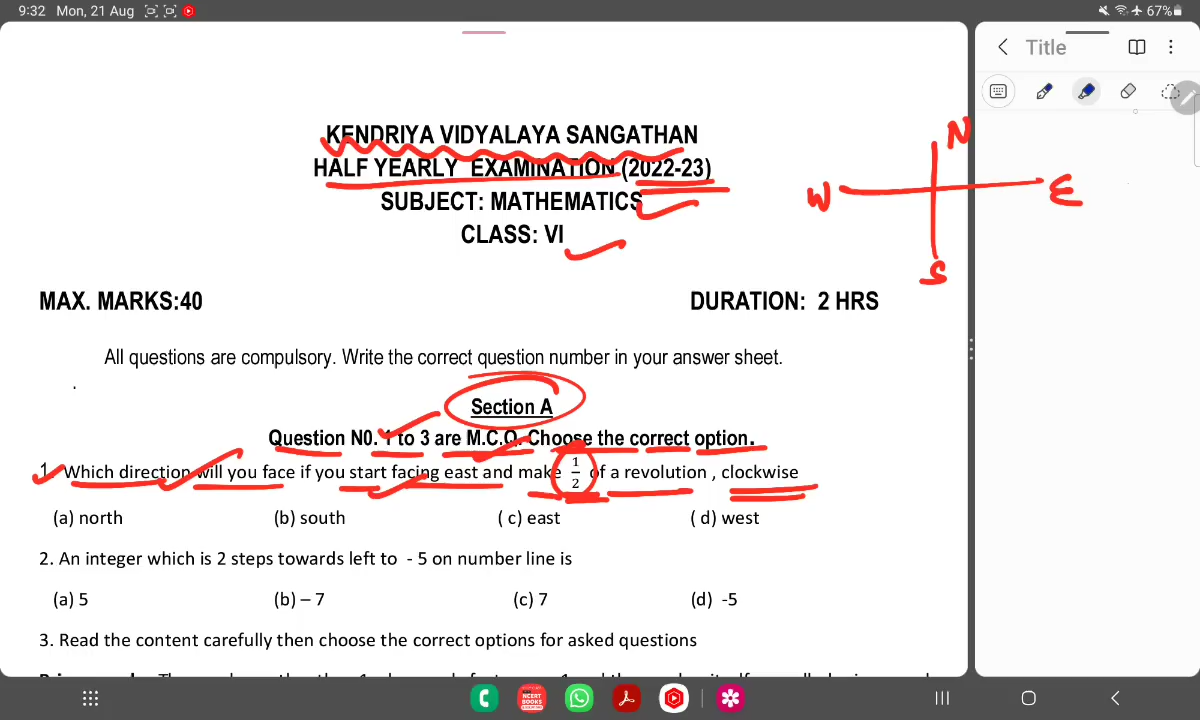 9:32 Mon, 21 Aug 67%
Title
KENDRIYA VIDYALAYA SANGATHAN
HALF YEARLY EXAMINATION (2022-23)
SUBJECT: MATHEMATICS
CLASS: VI
N
W E
S
MAX. MARKS:40 DURATION: 2 HRS
All questions are compulsory. Write the correct question number in your answer sheet.
Section A
Question N0. 1 to 3 are M.C.Q. Choose the correct option.
1. Which direction will you face if you start facing east and make 1/2 of a revolution , clockwise
(a) north (b) south ( c) east ( d) west
2. An integer which is 2 steps towards left to - 5 on number line is
(a) 5 (b) – 7 (c) 7 (d) -5
3. Read the content carefully then choose the correct options for asked questions
NCERT
BOOKS